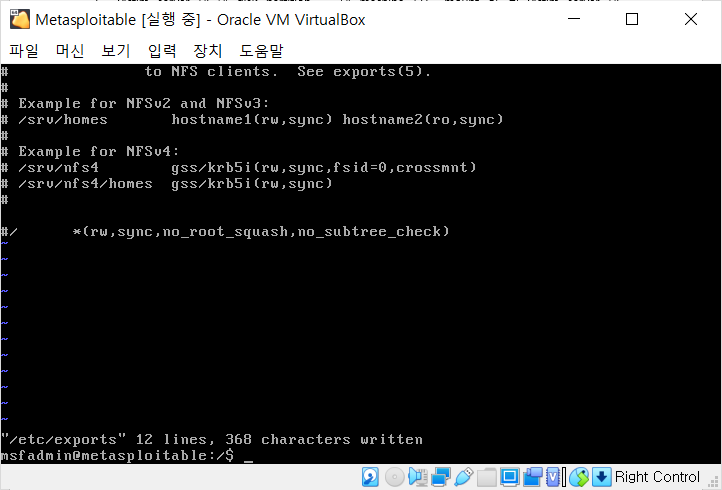 Metasploitable [실행 중] - Oracle VM VirtualBox
파일 머신 보기 입력 장치 도움말
# to NFS clients. See exports(5).
#
# Example for NFSv2 and NFSv3:
# /srv/homes hostname1(rw,sync) hostname2(ro,sync)
#
# Example for NFSv4:
# /srv/nfs4 gss/krb5i(rw,sync,fsid=0,crossmnt)
# /srv/nfs4/homes gss/krb5i(rw,sync)
#
#/ *(rw,sync,no_root_squash,no_subtree_check)
~
~
~
~
~
~
~
~
~
~
~
~
"/etc/exports" 12 lines, 368 characters written
msfadmin@metasploitable:/$ _
Right Control